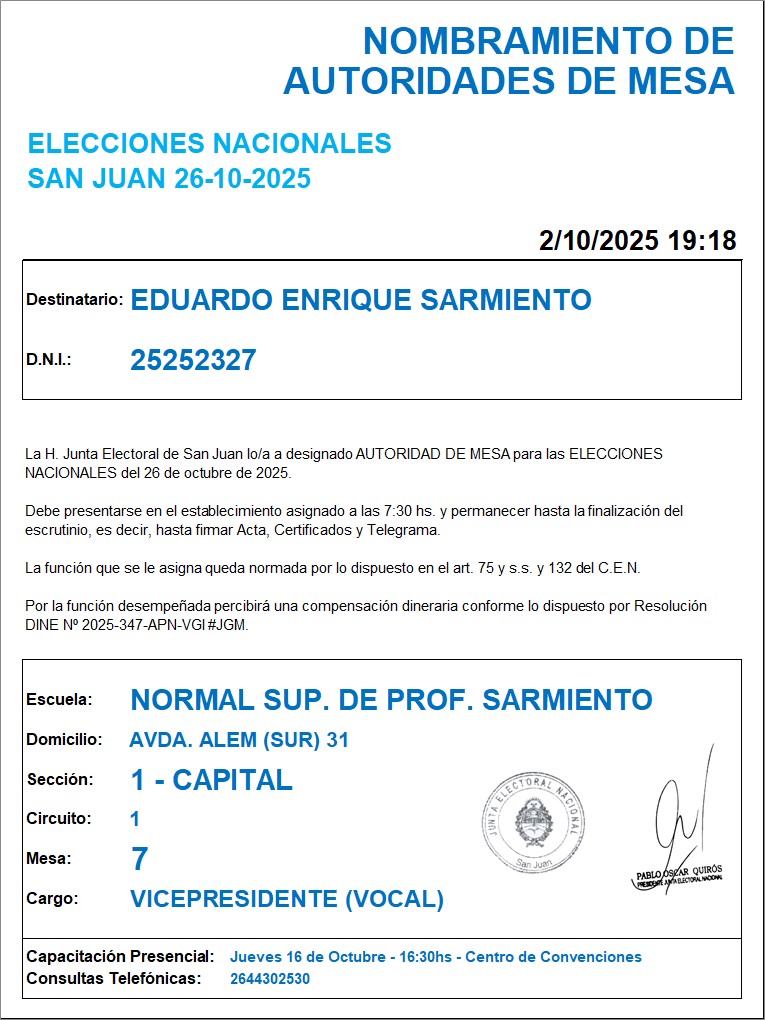 NOMBRAMIENTO DE
AUTORIDADES DE MESA
ELECCIONES NACIONALES
SAN JUAN 26-10-2025
2/10/2025 19:18
Destinatario: EDUARDO ENRIQUE SARMIENTO
D.N.I.: 25252327
La H. Junta Electoral de San Juan lo/a a designado AUTORIDAD DE MESA para las ELECCIONES
NACIONALES del 26 de octubre de 2025.
Debe presentarse en el establecimiento asignado a las 7:30 hs. y permanecer hasta la finalización del
escrutinio, es decir, hasta firmar Acta, Certificados y Telegrama.
La función que se le asigna queda normada por lo dispuesto en el art. 75 y s.s. y 132 del C.E.N.
Por la función desempeñada percibirá una compensación dineraria conforme lo dispuesto por Resolución
DINE Nº 2025-347-APN-VGI#JGM.
Escuela: NORMAL SUP. DE PROF. SARMIENTO
Domicilio: AVDA. ALEM (SUR) 31
Sección: 1 - CAPITAL
Circuito: 1
Mesa: 7
Cargo: VICEPRESIDENTE (VOCAL)
JUNTA ELECTORAL NACIONAL
San Juan
PABLO OSCAR QUIRÓS
PRESIDENTE JUNTA ELECTORAL NACIONAL
Capacitación Presencial: Jueves 16 de Octubre - 16:30hs - Centro de Convenciones
Consultas Telefónicas: 2644302530